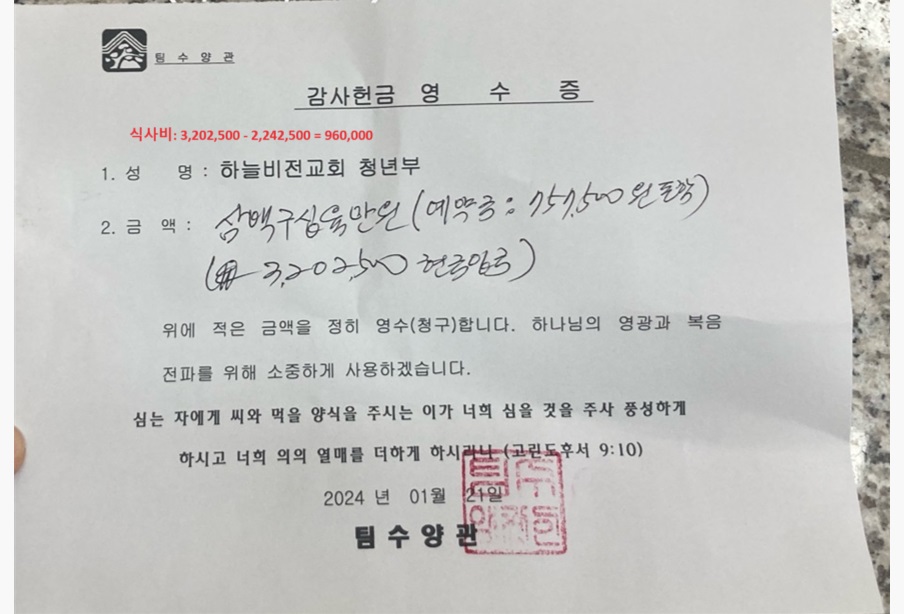 팀 수 양 관
감사헌금 영 수 증
식사비: 3,202,500 - 2,242,500 = 960,000
1. 성 명 : 하늘비전교회 청년부
2. 금 액 : 삼백구십육만원 (예약금 : 757,500원 포함)
( 3,202,500 현금입금)
위에 적은 금액을 정히 영수(청구)합니다. 하나님의 영광과 복음
전파를 위해 소중하게 사용하겠습니다.
심는 자에게 씨와 먹을 양식을 주시는 이가 너희 심을 것을 주사 풍성하게
하시고 너희 의의 열매를 더하게 하시리니 (고린도후서 9:10)
2024 년 01월 21일
팀 수 양 관